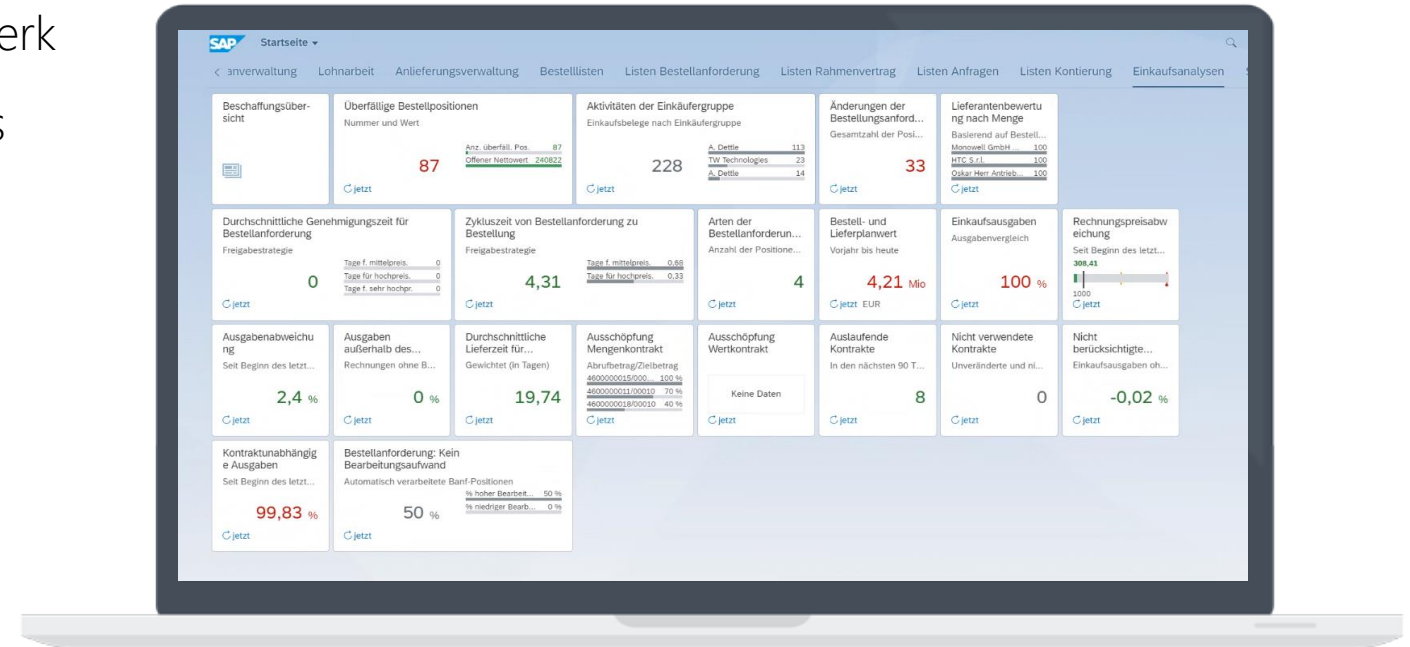 erk
s
SAP Startseite
anverwaltung Lohnarbeit Anlieferungsverwaltung Bestelllisten Listen Bestellanforderung Listen Rahmenvertrag Listen Anfragen Listen Kontierung Einkaufsanalysen
Beschaffungsüber-
sicht
Überfällige Bestellpositionen
Nummer und Wert
Anz. überfäll. Pos. 87
Offener Nettowert 240822
87
jetzt
Aktivitäten der Einkäufergruppe
Einkaufsbelege nach Einkäufergruppe
A. Dettle 113
TW Technologies 23
A. Dettle 14
228
jetzt
Änderungen der
Bestellungsanford...
Gesamtzahl der Posi...
33
jetzt
Lieferantenbewertu
ng nach Menge
Basierend auf Bestell...
Monowell GmbH ... 100
HTC S.r.l. 100
Oskar Herr Antrieb... 100
jetzt
Durchschnittliche Genehmigungszeit für
Bestellanforderung
Freigabestrategie
Tage f. mittelpreis. 0
Tage für hochpreis. 0
Tage f. sehr hochpr. 0
0
jetzt
Zykluszeit von Bestellanforderung zu
Bestellung
Freigabestrategie
Tage f. mittelpreis. 0,68
Tage für hochpreis. 0,33
4,31
jetzt
Arten der
Bestellanforderun...
Anzahl der Positione...
4
jetzt
Bestell- und
Lieferplanwert
Vorjahr bis heute
4,21 Mio
jetzt EUR
Einkaufsausgaben
Ausgabenvergleich
100 %
jetzt
Rechnungspreisabw
eichung
Seit Beginn des letzt...
308,41
1000
jetzt
Ausgabenabweichu
ng
Seit Beginn des letzt...
2,4 %
jetzt
Ausgaben
außerhalb des...
Rechnungen ohne B...
0 %
jetzt
Durchschnittliche
Lieferzeit für...
Gewichtet (in Tagen)
19,74
jetzt
Ausschöpfung
Mengenkontrakt
Abrufbetrag/Zielbetrag
4600000015/000... 100 %
4600000011/00010 70 %
4600000018/00010 40 %
jetzt
Ausschöpfung
Wertkontrakt
Keine Daten
jetzt
Auslaufende
Kontrakte
In den nächsten 90 T...
8
jetzt
Nicht verwendete
Kontrakte
Unveränderte und ni...
0
jetzt
Nicht
berücksichtigte...
Einkaufsausgaben oh...
-0,02 %
jetzt
Kontraktunabhängig
e Ausgaben
Seit Beginn des letzt...
99,83 %
jetzt
Bestellanforderung: Kein
Bearbeitungsaufwand
Automatisch verarbeitete Banf-Positionen
% hoher Bearbeit... 50 %
% niedriger Bearb... 0 %
50 %
jetzt